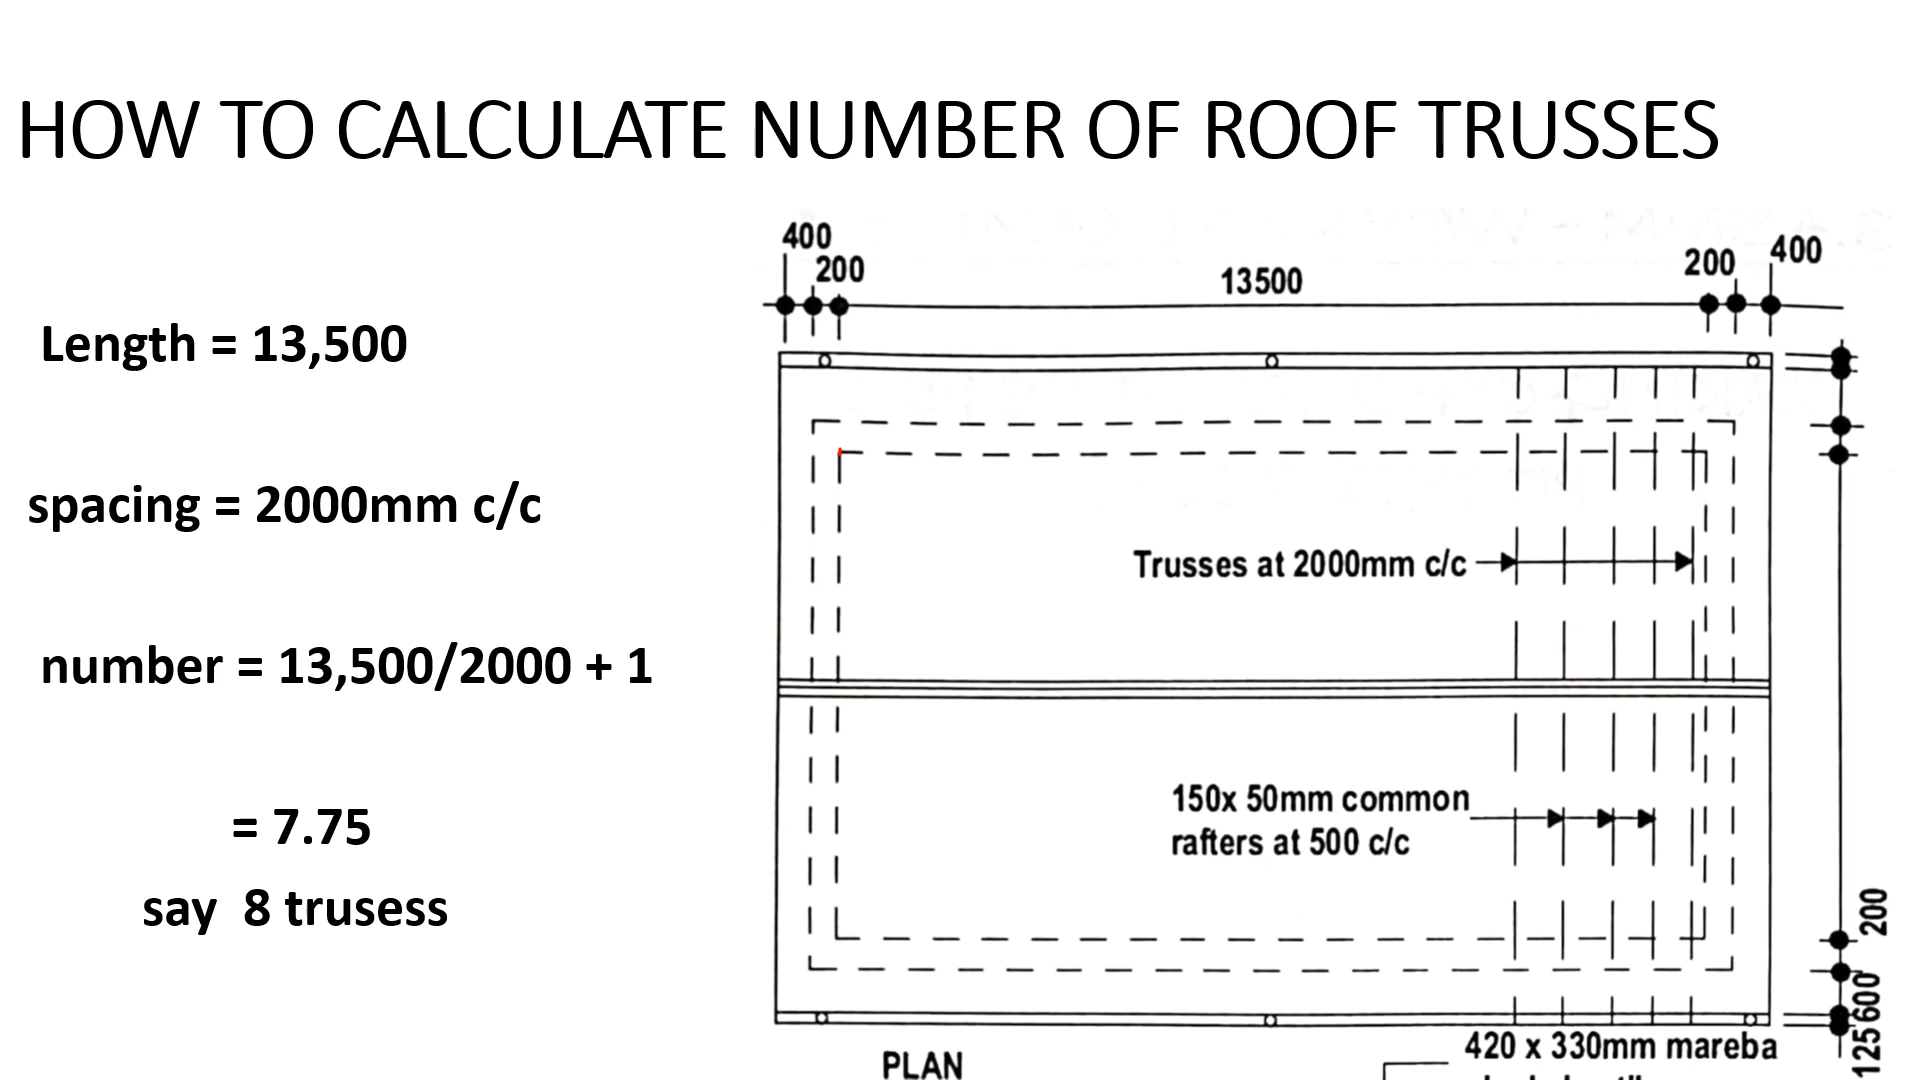 HOW TO CALCULATE NUMBER OF ROOF TRUSSES
Length = 13,500
spacing = 2000mm c/c
number = 13,500/2000 + 1
= 7.75
say 8 trusess
400
200
13500
200
400
Trusses at 2000mm c/c
150x 50mm common
rafters at 500 c/c
200
600
125
420 x 330mm mareba
PLAN